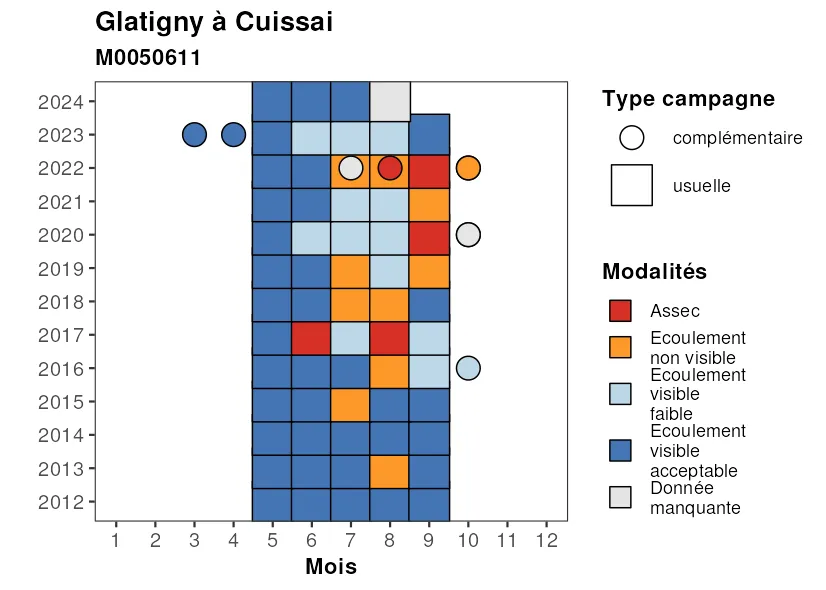 Glatigny à Cuissai
M0050611
2024
2023
2022
2021
2020
2019
2018
2017
2016
2015
2014
2013
2012
1 2 3 4 5 6 7 8 9 10 11 12
Mois
Type campagne
complémentaire
usuelle
Modalités
Assec
Ecoulement
non visible
Ecoulement
visible
faible
Ecoulement
visible
acceptable
Donnée
manquante